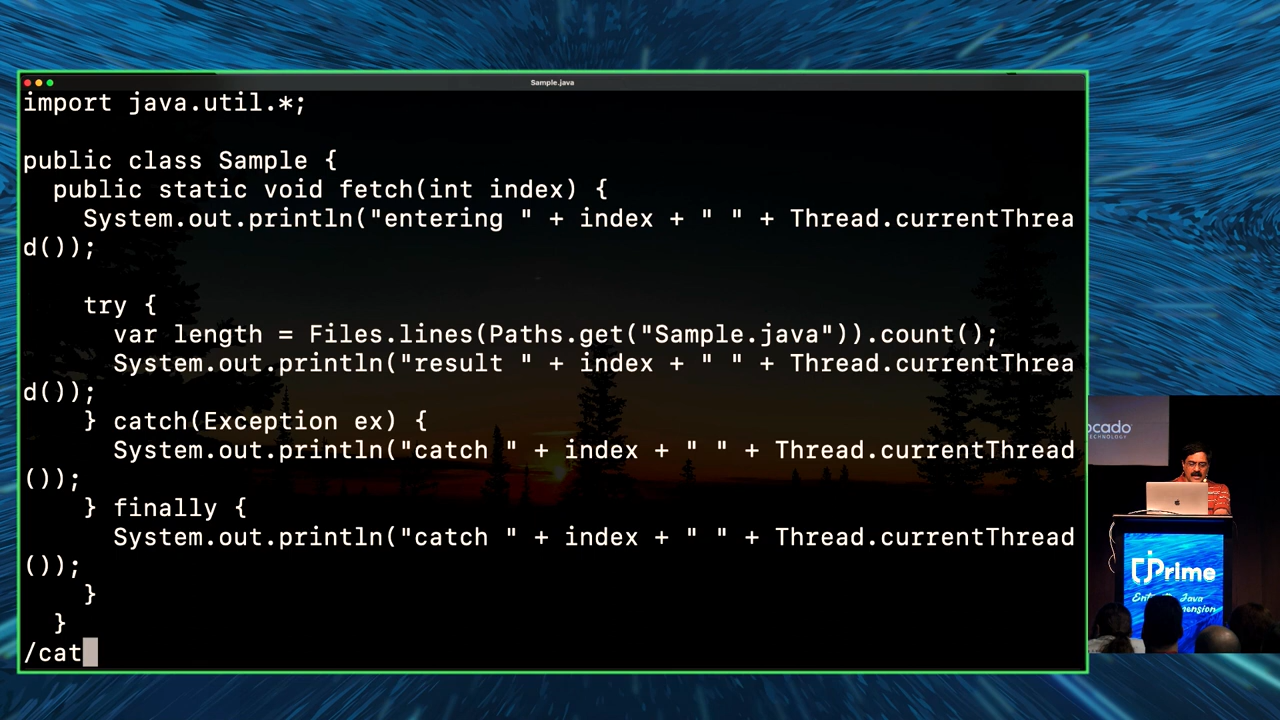 Sample.java
import java.util.*;
public class Sample {
public static void fetch(int index) {
System.out.println("entering " + index + " " + Thread.currentThrea
d());
try {
var length = Files.lines(Paths.get("Sample.java")).count();
System.out.println("result " + index + " " + Thread.currentThrea
d());
} catch(Exception ex) {
System.out.println("catch " + index + " " + Thread.currentThread
());
} finally {
System.out.println("catch " + index + " " + Thread.currentThread
());
}
}
/cat
ocado
TECHNOLOGY
jPrime